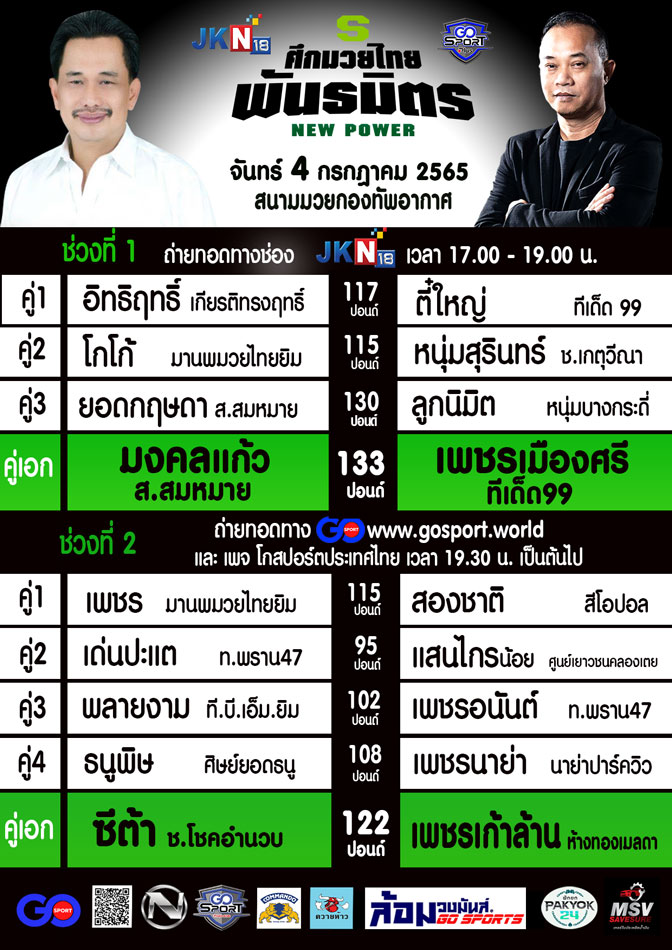 JKN18
S
GO SPORT
ศึกมวยไทย
พันธมิตร
NEW POWER
จันทร์ 4 กรกฎาคม 2565
สนามมวยกองทัพอากาศ
ช่วงที่ 1 ถ่ายทอดทางช่อง JKN18 เวลา 17.00 - 19.00 น.
คู่1 อิทธิฤทธิ์ เกียรติทรงฤทธิ์ 117 ปอนด์ ตี๋ใหญ่ ทีเด็ด 99
คู่2 โกโก้ มานพมวยไทยยิม 115 ปอนด์ หนุ่มสุรินทร์ ช.เกตุวีณา
คู่3 ยอดกฤษดา ส.สมหมาย 130 ปอนด์ ลูกนิมิต หนุ่มบางกระดี่
คู่เอก มงคลแก้ว ส.สมหมาย 133 ปอนด์ เพชรเมืองศรี ทีเด็ด99
ช่วงที่ 2 ถ่ายทอดทาง GO SPORT www.gosport.world
และ เพจ โกสปอร์ตประเทศไทย เวลา 19.30 น. เป็นต้นไป
คู่1 เพชร มานพมวยไทยยิม 115 ปอนด์ สองชาติ สีโอปอล
คู่2 เด่นปะแต ท.พราน47 95 ปอนด์ แสนไกรน้อย ศูนย์เยาวชนคลองเตย
คู่3 พลายงาม ที.บี.เอ็ม.ยิม 102 ปอนด์ เพชรอนันต์ ท.พราน47
คู่4 ธนูพิษ ศิษย์ยอดธนู 108 ปอนด์ เพชรนาย่า นาย่าปาร์ควิว
คู่เอก ซีต้า ช.โชคอำนวย 122 ปอนด์ เพชรเก้าล้าน ห้างทองเมลดา
GO SPORT
N
GO SPORT
COMMANDO
ควายดำว
ล้อมวงมันส์.
GO SPORTS
PAKYOK 24
MSV
SAVESURE